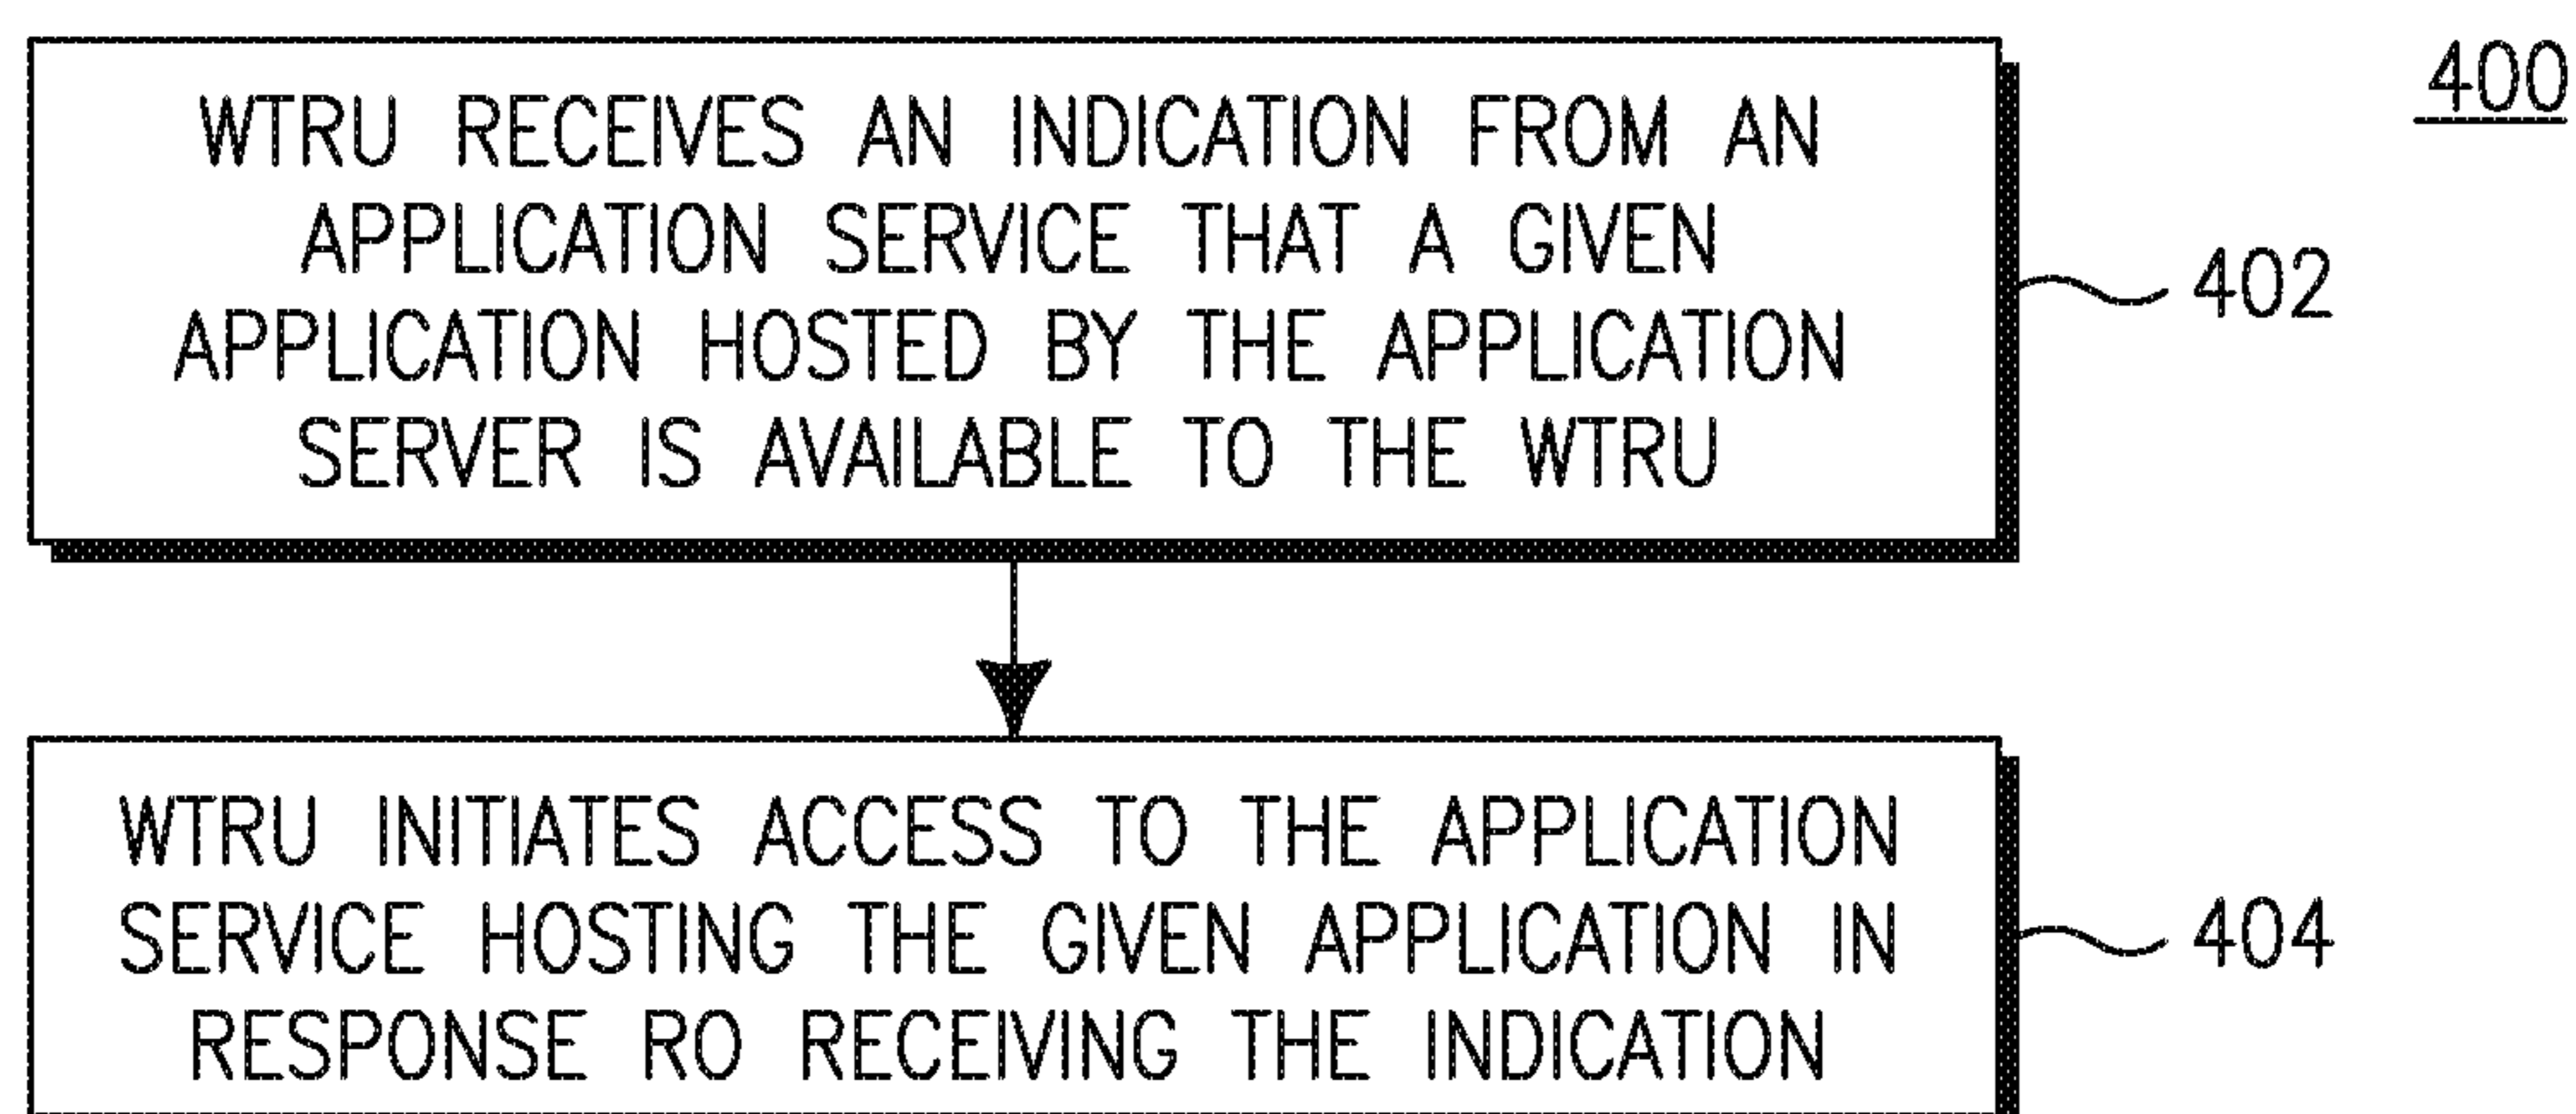 400
WTRU RECEIVES AN INDICATION FROM AN
APPLICATION SERVICE THAT A GIVEN
APPLICATION HOSTED BY THE APPLICATION
SERVER IS AVAILABLE TO THE WTRU
402
WTRU INITIATES ACCESS TO THE APPLICATION
SERVICE HOSTING THE GIVEN APPLICATION IN
RESPONSE RO RECEIVING THE INDICATION
404